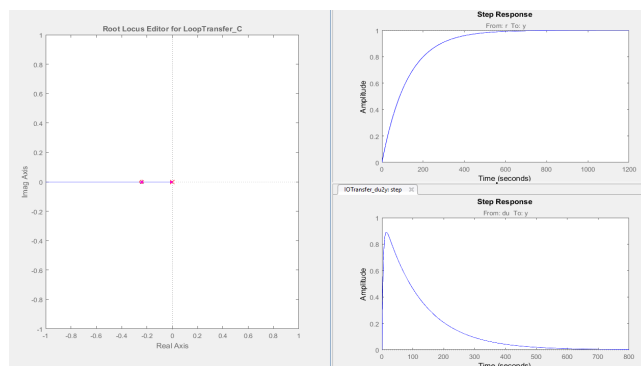 Root Locus Editor for LoopTransfer_C
1
0.8
0.6
0.4
0.2
0
-0.2
-0.4
-0.6
-0.8
-1
Imag Axis
-1 -0.8 -0.6 -0.4 -0.2 0 0.2 0.4 0.6 0.8 1
Real Axis
Step Response
From: r To: y
1
0.8
0.6
0.4
0.2
0
Amplitude
0 200 400 600 800 1000 1200
Time (seconds)
IOTransfer_du2y: step
Step Response
From: du To: y
1
0.8
0.6
0.4
0.2
0
Amplitude
0 100 200 300 400 500 600 700 800
Time (seconds)